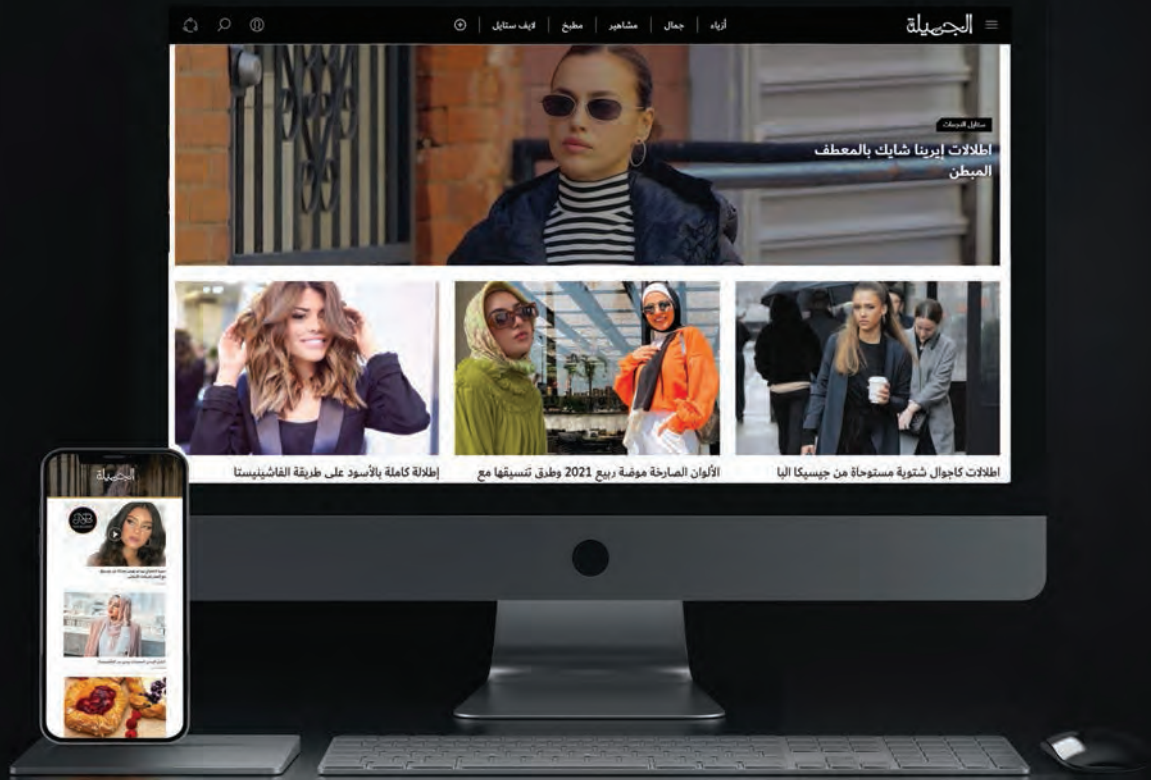 الجميلة
أزياء | جمال | مشاهير | مطبخ | لايف ستايل
ستايل النجمات
اطلالات إيرينا شايك بالمعطف
المبطن
اطلالات كاجوال شتوية مستوحاة من جيسيكا البا
الألوان الصارخة موضة ربيع 2021 وطرق تنسيقها مع
إطلالة كاملة بالأسود على طريقة الفاشينيستا
الجميلة